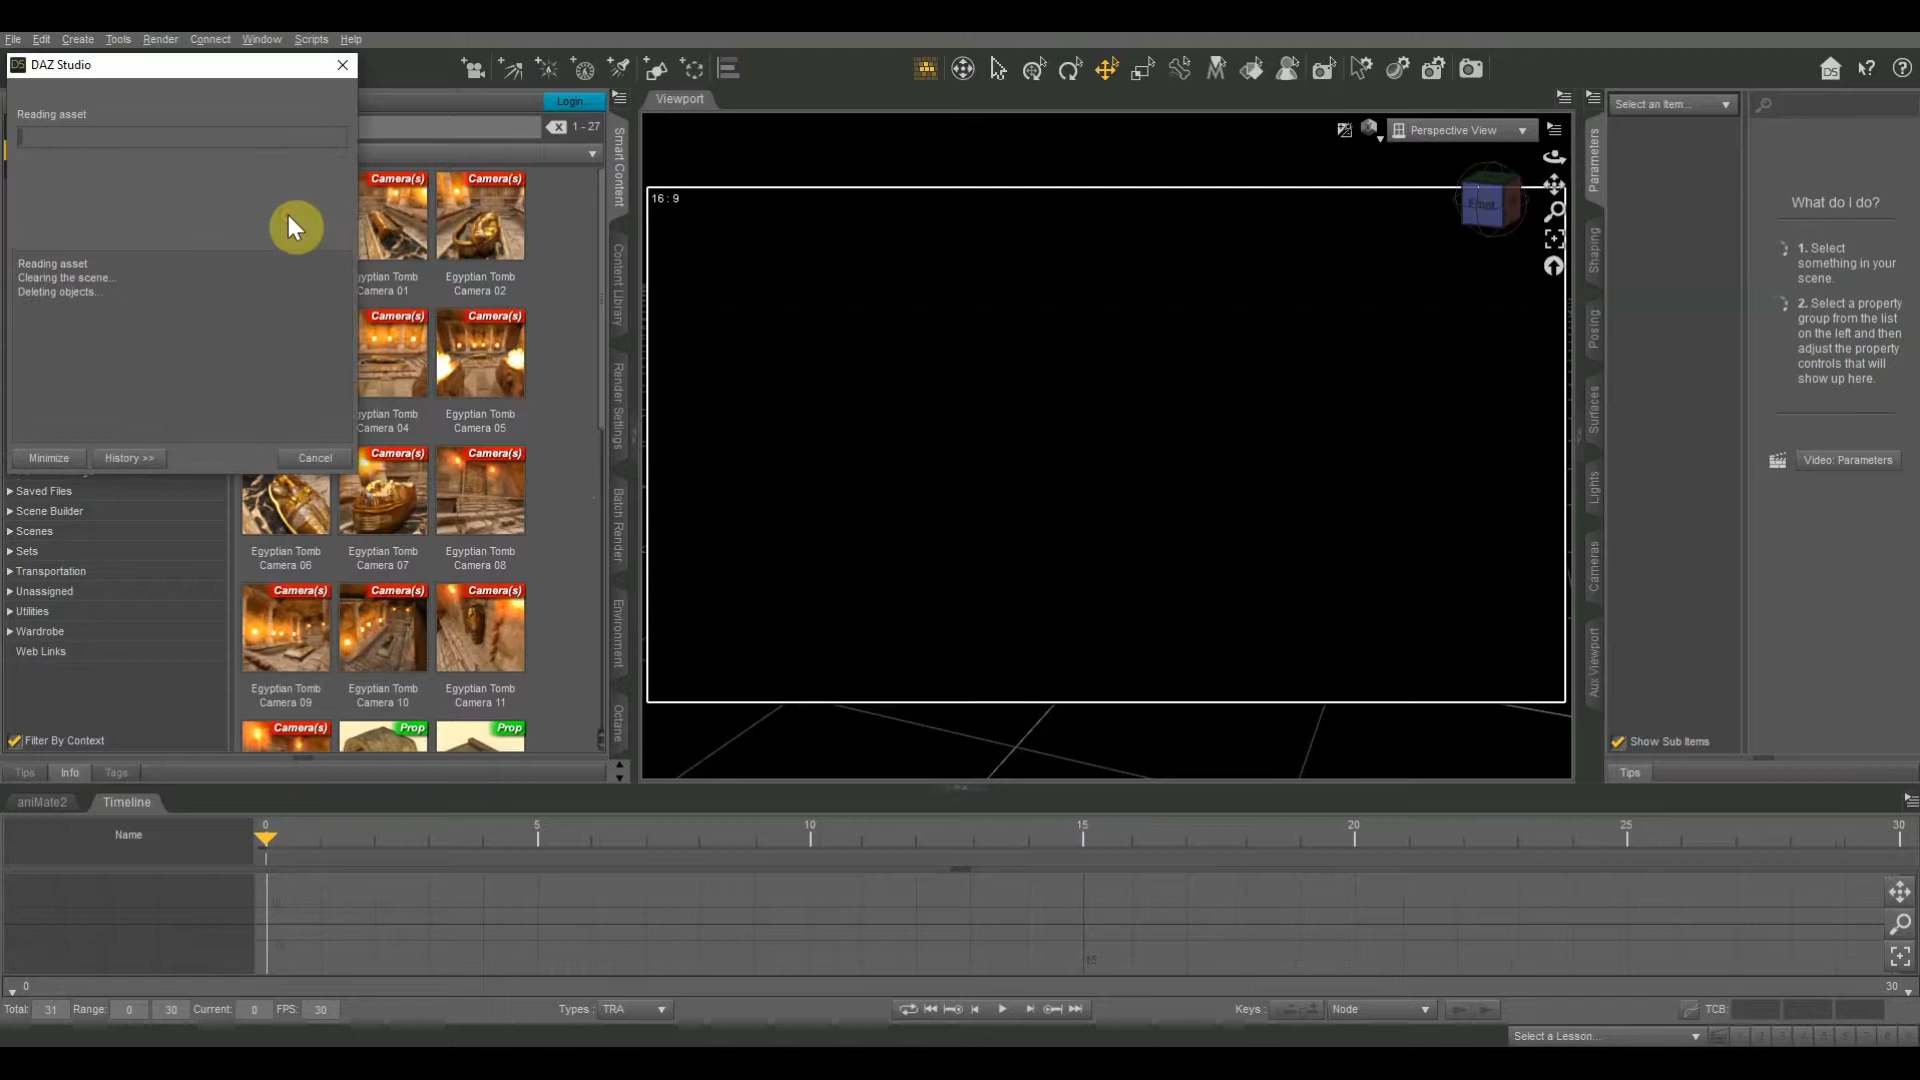 File Edit Create Tools Render Connect Window Scripts Help
DAZ Studio
Reading asset
Reading asset
Clearing the scene...
Deleting objects...
Minimize History >> Cancel
Login...
1 - 27
Camera(s) Camera(s)
yptian Tomb Egyptian Tomb
Camera 01 Camera 02
Camera(s) Camera(s)
yptian Tomb Egyptian Tomb
Camera 04 Camera 05
Camera(s) Camera(s)
Egyptian Tomb Egyptian Tomb Egyptian Tomb
Camera 06 Camera 07 Camera 08
Camera(s) Camera(s) Camera(s)
Egyptian Tomb Egyptian Tomb Egyptian Tomb
Camera 09 Camera 10 Camera 11
Camera(s) Prop Prop
Saved Files
Scene Builder
Scenes
Sets
Transportation
Unassigned
Utilities
Wardrobe
Web Links
Filter By Context
Tips Info Tags
Smart Content
Content Library
Render Settings
Batch Render
Environment
Octane
Viewport
Perspective View
16 : 9
Front
Parameters
Shaping
Posing
Surfaces
Lights
Cameras
Aux Viewport
Select an Item...
What do I do?
1. Select
something in your
scene.
2. Select a property
group from the list
on the left and then
adjust the property
controls that will
show up here.
Video: Parameters
Show Sub Items
Tips
aniMate2 Timeline
Name
0 5 10 15 20 25 30
15
0 30
Total: 31 Range: 0 30 Current: 0 FPS: 30 Types : TRA Keys : Node TCB:
Select a Lesson...